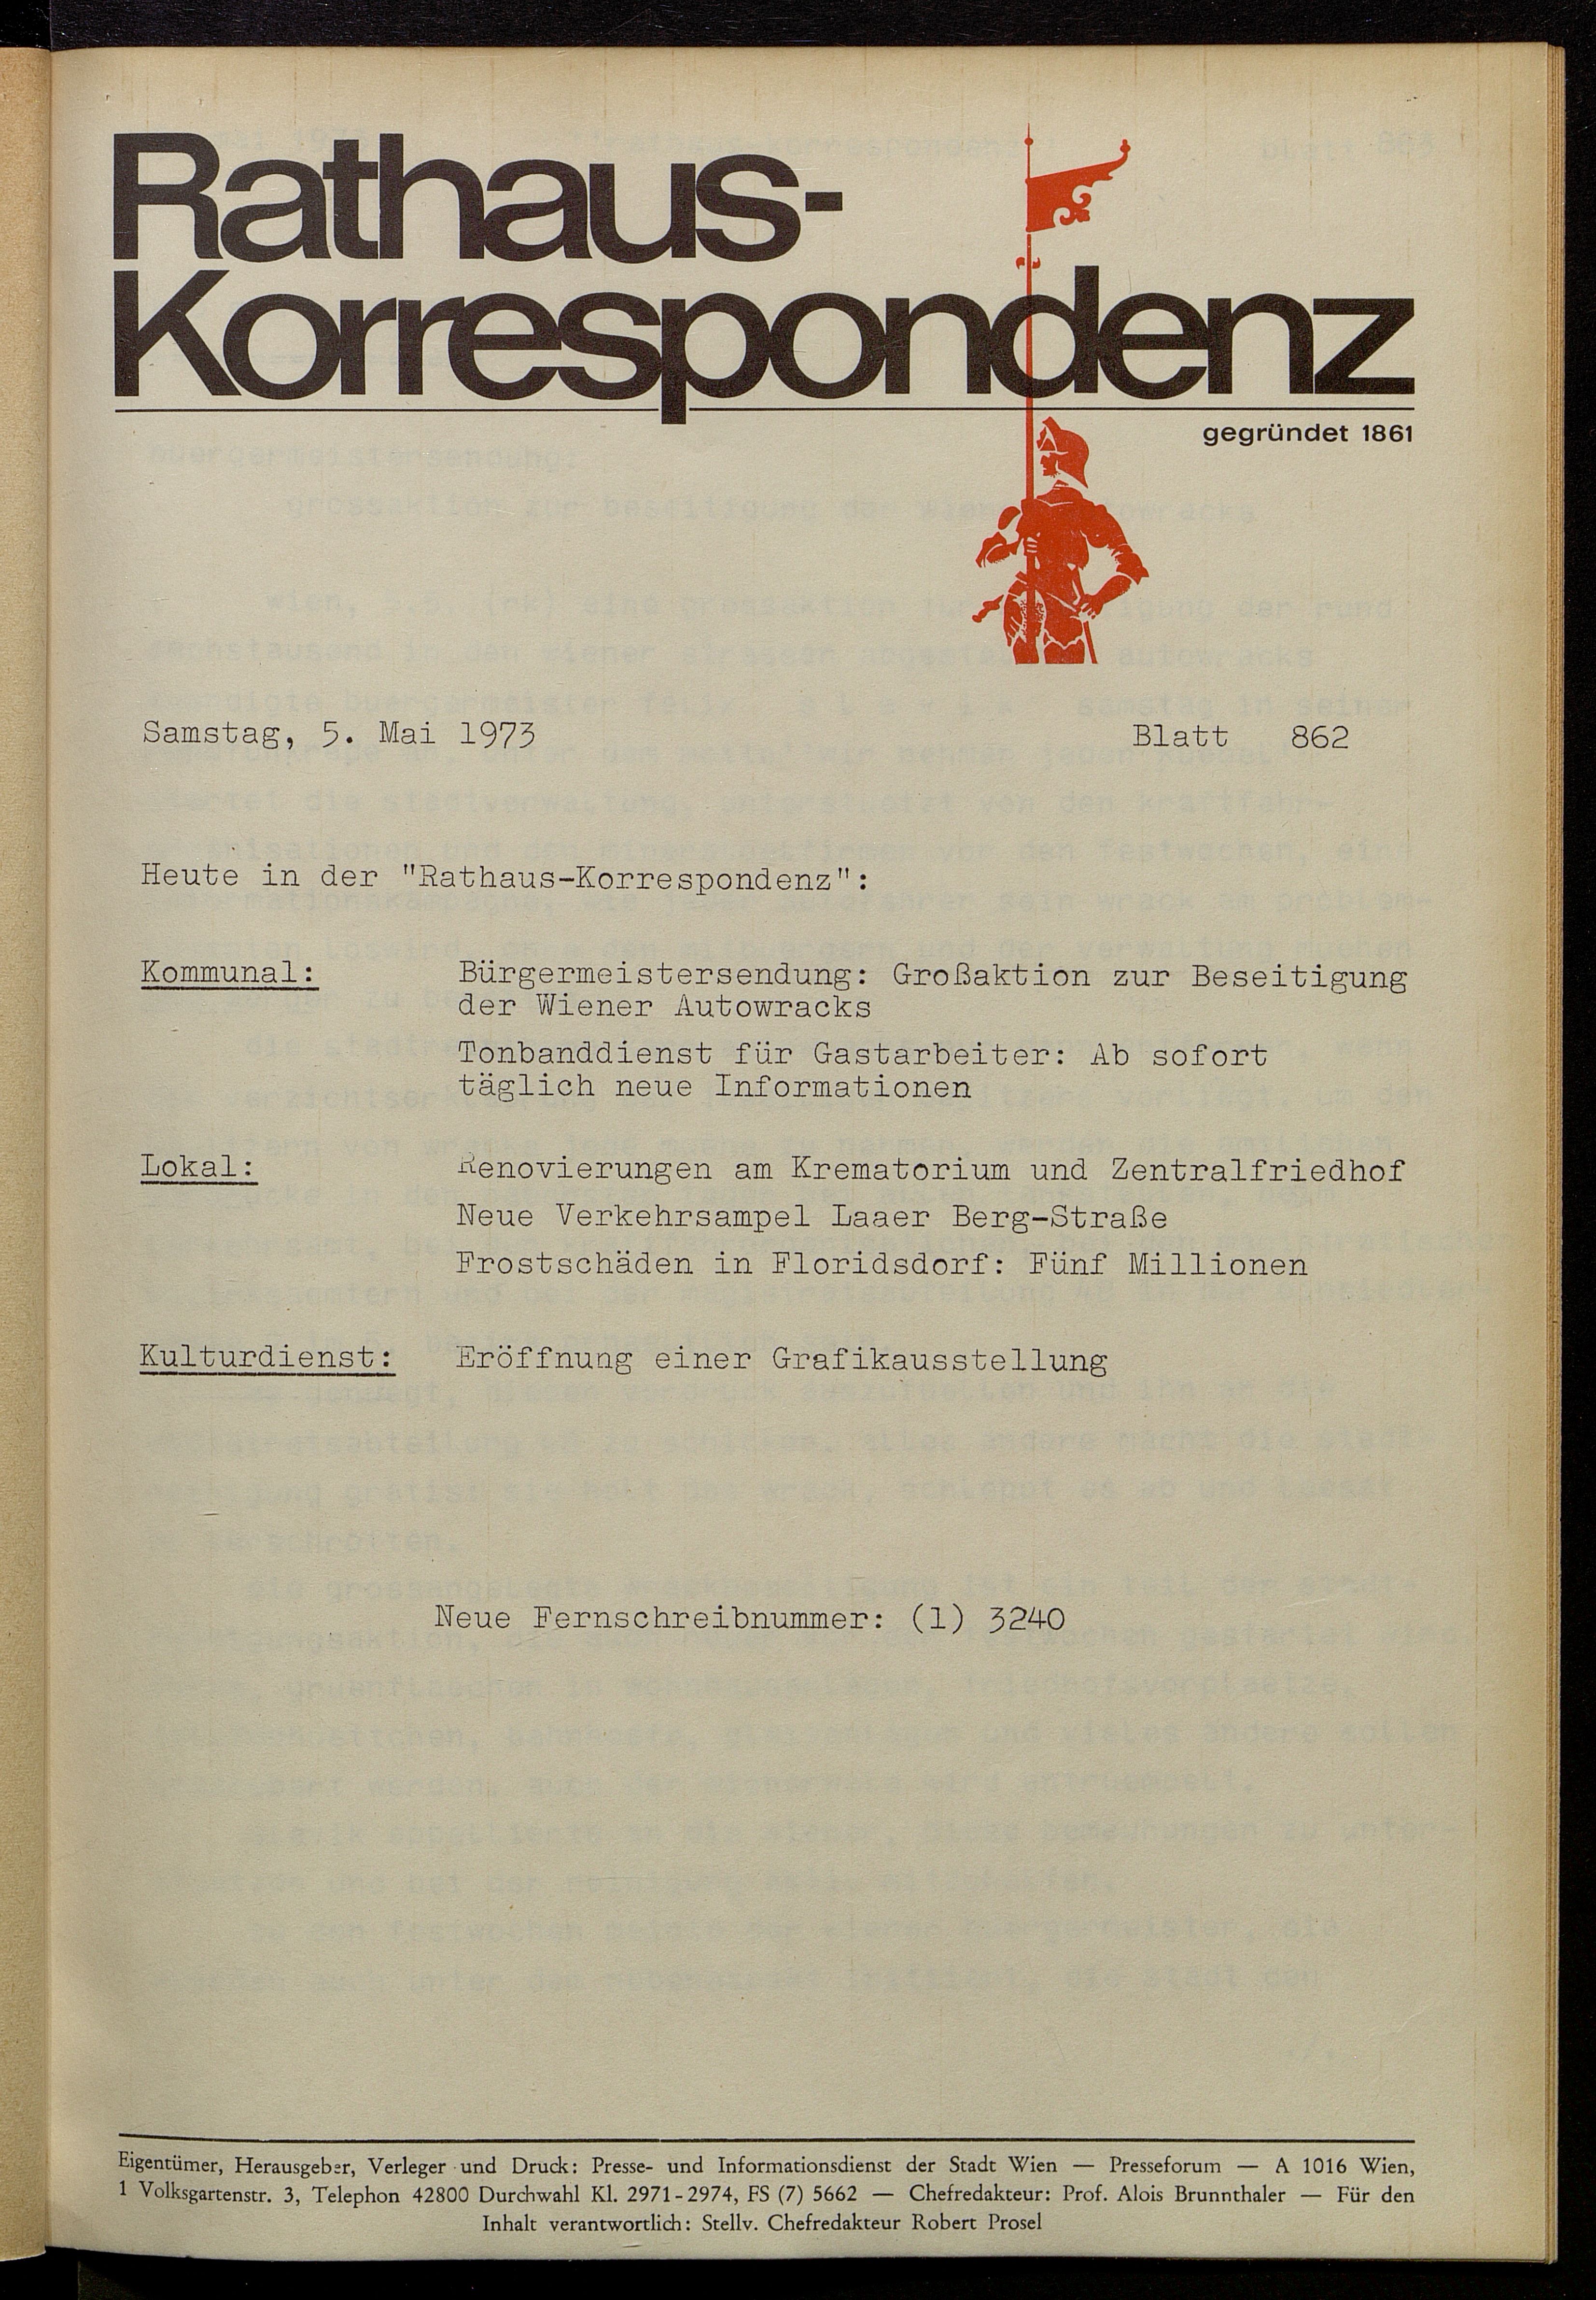 Rathaus-
Korrespondenz
gegründet 1861
Samstag, 5. Mai 1973 Blatt 862
Heute in der "Rathaus-Korrespondenz":
Kommunal: Bürgermeistersendung: Großaktion zur Beseitigung
der Wiener Autowracks
Tonbanddienst für Gastarbeiter: Ab sofort
täglich neue Informationen
Lokal: Renovierungen am Krematorium und Zentralfriedhof
Neue Verkehrsampel Laaer Berg-Straße
Frostschäden in Floridsdorf: Fünf Millionen
Kulturdienst: Eröffnung einer Grafikausstellung
Neue Fernschreibnummer: (1) 3240
Eigentümer, Herausgeber, Verleger und Druck: Presse- und Informationsdienst der Stadt Wien — Presseforum — A 1016 Wien,
1 Volksgartenstr. 3, Telephon 42800 Durchwahl Kl. 2971-2974, FS (7) 5662 — Chefredakteur: Prof. Alois Brunnthaler — Für den
Inhalt verantwortlich: Stellv. Chefredakteur Robert Prosel